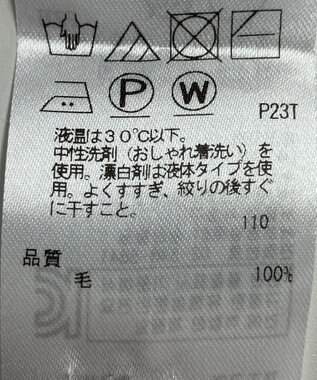 P
W
P23T
液温は30℃以下。
中性洗剤（おしゃれ着洗い）を
使用。漂白剤は液体タイプを使
用。よくすすぎ、絞りの後すぐ
に干すこと。
110
品質
毛 100%